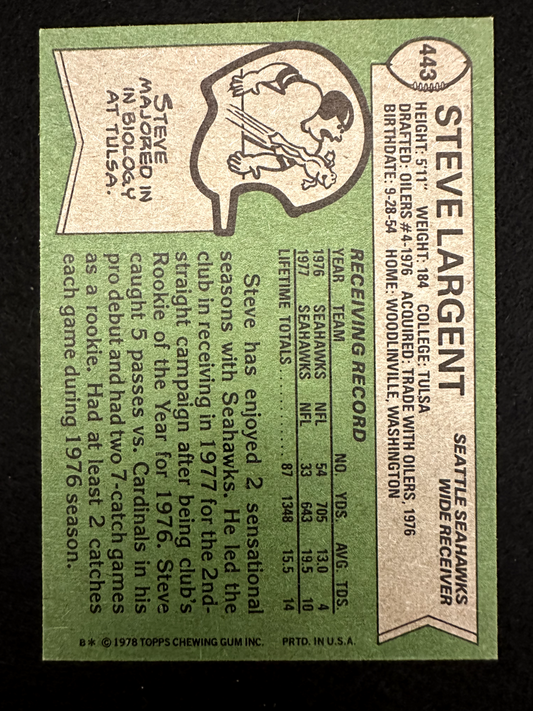 443
STEVE LARGENT
SEATTLE SEAHAWKS
WIDE RECEIVER
HEIGHT: 5'11" WEIGHT: 184 COLLEGE: TULSA
DRAFTED: OILERS #4-1976 ACQUIRED: TRADE WITH OILERS, 1976
BIRTHDATE: 9-28-54 HOME: WOODINVILLE, WASHINGTON
RECEIVING RECORD
YEAR TEAM NO. YDS. AVG. TDS.
1976 SEAHAWKS NFL 54 705 13.0 4
1977 SEAHAWKS NFL 33 643 19.5 10
LIFETIME TOTALS........... 87 1348 15.5 14
STEVE
MAJORED IN
IN BIOLOGY
AT TULSA.
Steve has enjoyed 2 sensational
seasons with Seahawks. He led the
club in receiving in 1977 for the 2nd-
straight campaign after being club's
Rookie of the Year for 1976. Steve
caught 5 passes vs. Cardinals in his
pro debut and had two 7-catch games
as a rookie. Had at least 2 catches
each game during 1976 season.
B* © 1978 TOPPS CHEWING GUM INC. PRTD. IN U.S.A.